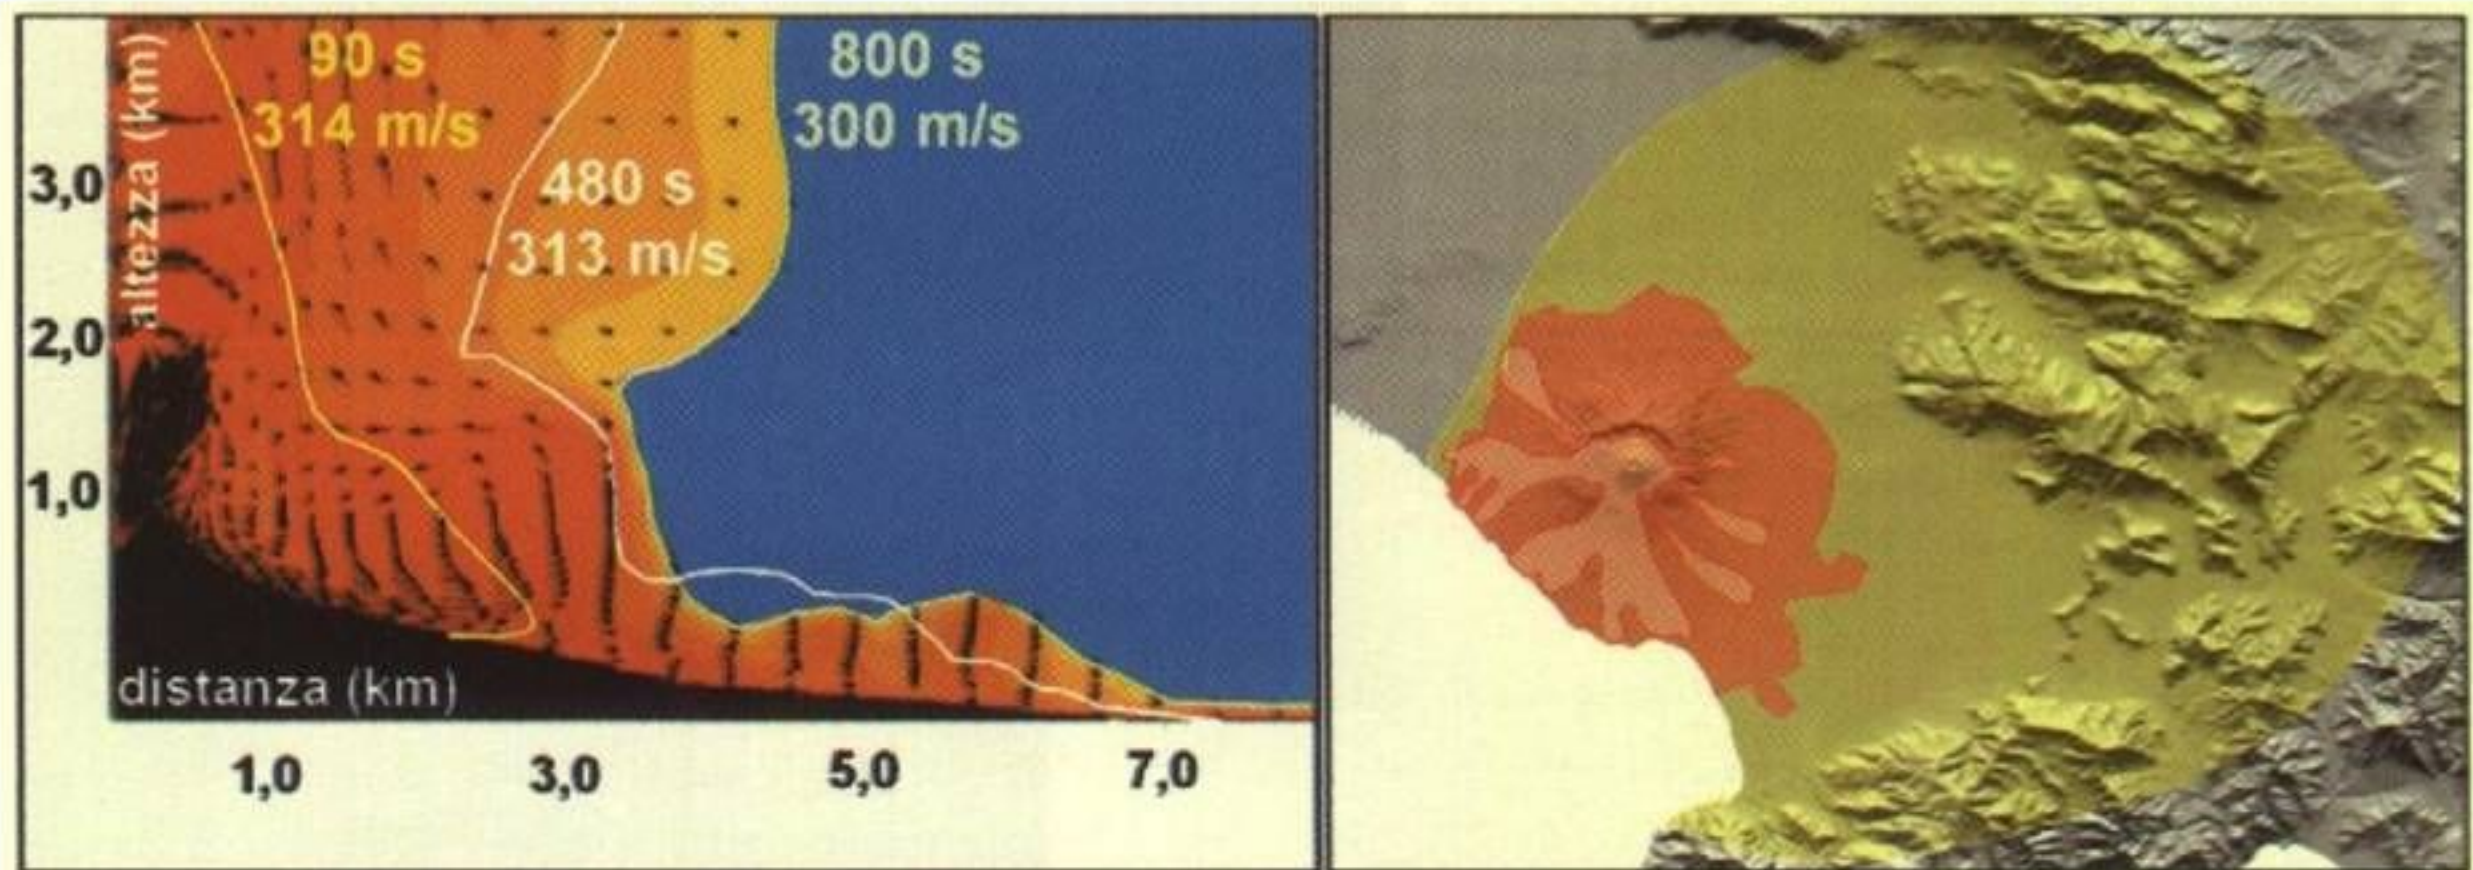 altezza (km)
3,0
2,0
1,0
90 s
314 m/s
480 s
313 m/s
800 s
300 m/s
distanza (km)
1,0
3,0
5,0
7,0